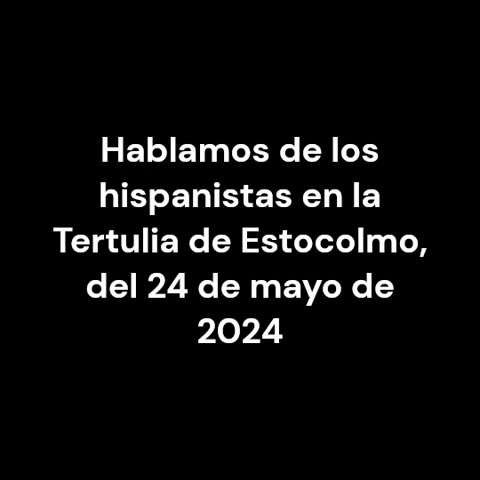 Hablamos de los
hispanistas en la
Tertulia de Estocolmo,
del 24 de mayo de
2024